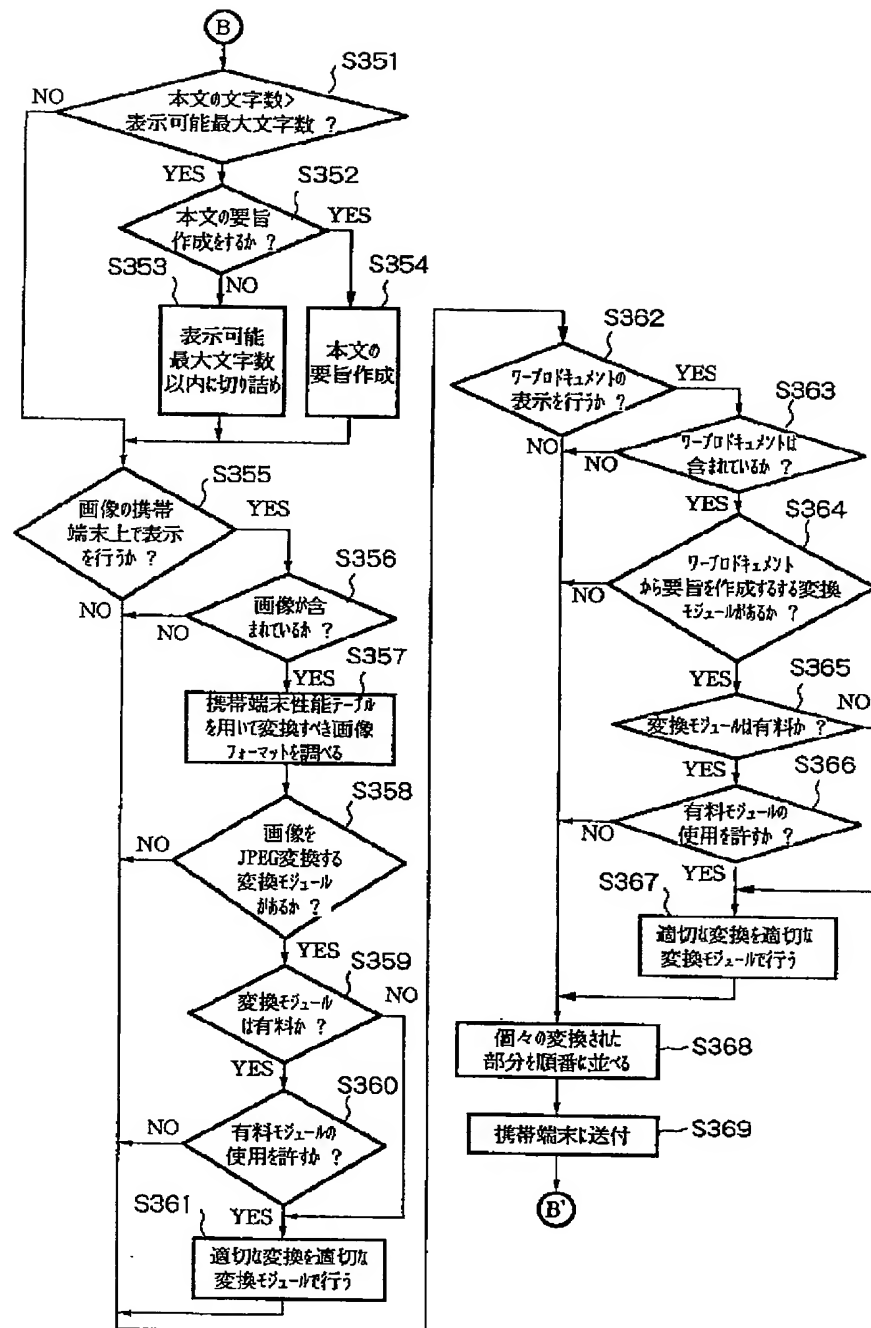 B
S351
NO
本文の文字数>
表示可能最大文字数 ?
YES
S352
本文の要旨
作成をするか ?
YES
S353
NO
S354
表示可能
最大文字数
以内に切り詰め
本文の
要旨作成
S355
画像の携帯
端末上で表示
を行うか ?
YES
NO
S356
画像が含
まれているか ?
NO
YES
S357
携帯端末性能テーブル
を用いて変換すべき画像
フォーマットを調べる
S358
画像を
JPEG変換する
変換モジュール
があるか ?
NO
YES
S359
変換モジュール
は有料か ?
NO
YES
S360
有料モジュールの
使用を許すか ?
NO
YES
S361
適切な変換を適切な
変換モジュールで行う
S362
ワープロドキュメントの
表示を行うか ?
YES
NO
S363
ワープロドキュメントは
含まれているか ?
NO
YES
S364
ワープロドキュメント
から要旨を作成するする変換
モジュールがあるか ?
NO
YES
S365
変換モジュールは有料か ?
NO
YES
S366
有料モジュールの
使用を許すか ?
NO
YES
S367
適切な変換を適切な
変換モジュールで行う
個々の変換された
部分を順番に並べる
S368
携帯端末に送付
S369
B'